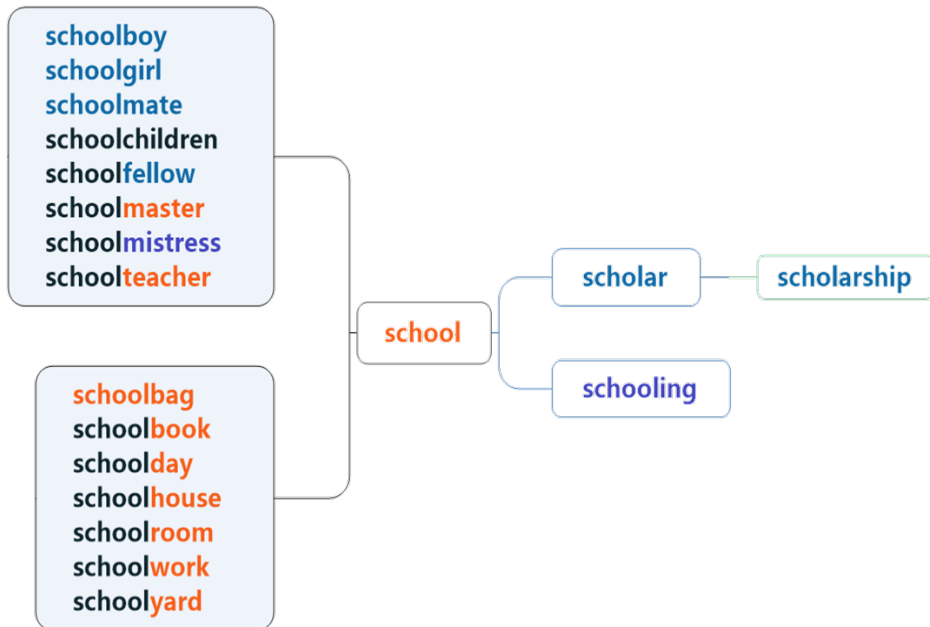 schoolboy
schoolgirl
schoolmate
schoolchildren
schoolfellow
schoolmaster
schoolmistress
schoolteacher
schoolbag
schoolbook
schoolday
schoolhouse
schoolroom
schoolwork
schoolyard
school
scholar
scholarship
schooling